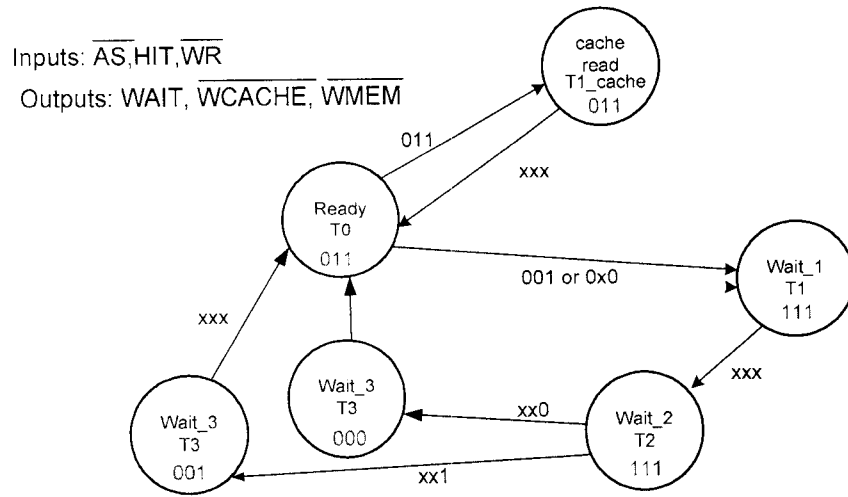 Inputs: AS,HIT,WR
Outputs: WAIT, WCACHE, WMEM
cache
read
T1_cache
011
011
xxx
Ready
T0
011
001 or 0x0
Wait_1
T1
111
xxx
xxx
Wait_3
T3
000
xx0
Wait_2
T2
111
Wait_3
T3
001
xx1